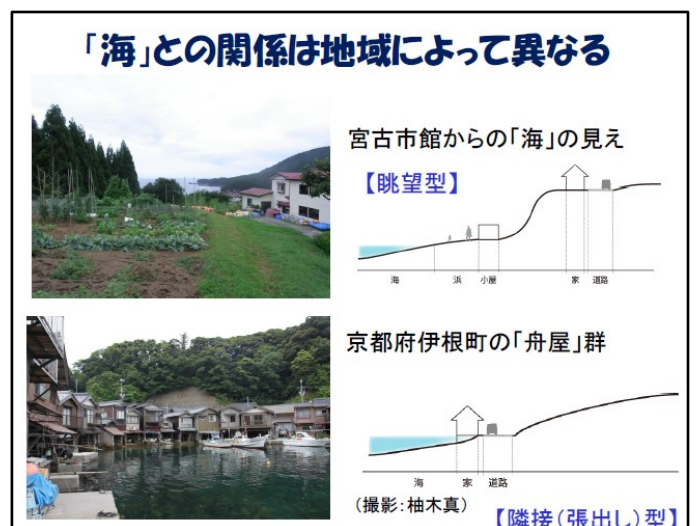 「海」との関係は地域によって異なる
宮古市館からの「海」の見え
【眺望型】
海 浜 小屋 家 道路
京都府伊根町の「舟屋」群
海 家 道路
(撮影:柚木真)
【隣接(張出し)型】